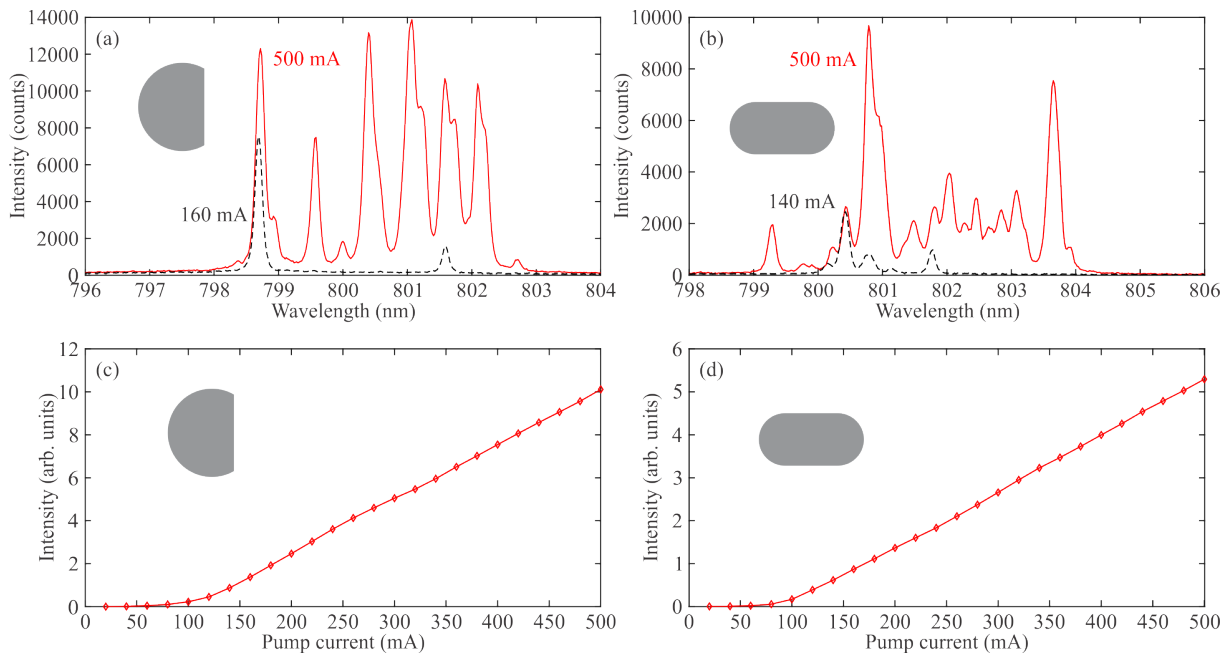 (a)
500 mA
160 mA
Intensity (counts)
14000
12000
10000
8000
6000
4000
2000
0
796 797 798 799 800 801 802 803 804
Wavelength (nm)
(b)
500 mA
140 mA
Intensity (counts)
10000
8000
6000
4000
2000
0
798 799 800 801 802 803 804 805 806
Wavelength (nm)
(c)
Intensity (arb. units)
12
10
8
6
4
2
0
0 50 100 150 200 250 300 350 400 450 500
Pump current (mA)
(d)
Intensity (arb. units)
6
5
4
3
2
1
0
0 50 100 150 200 250 300 350 400 450 500
Pump current (mA)